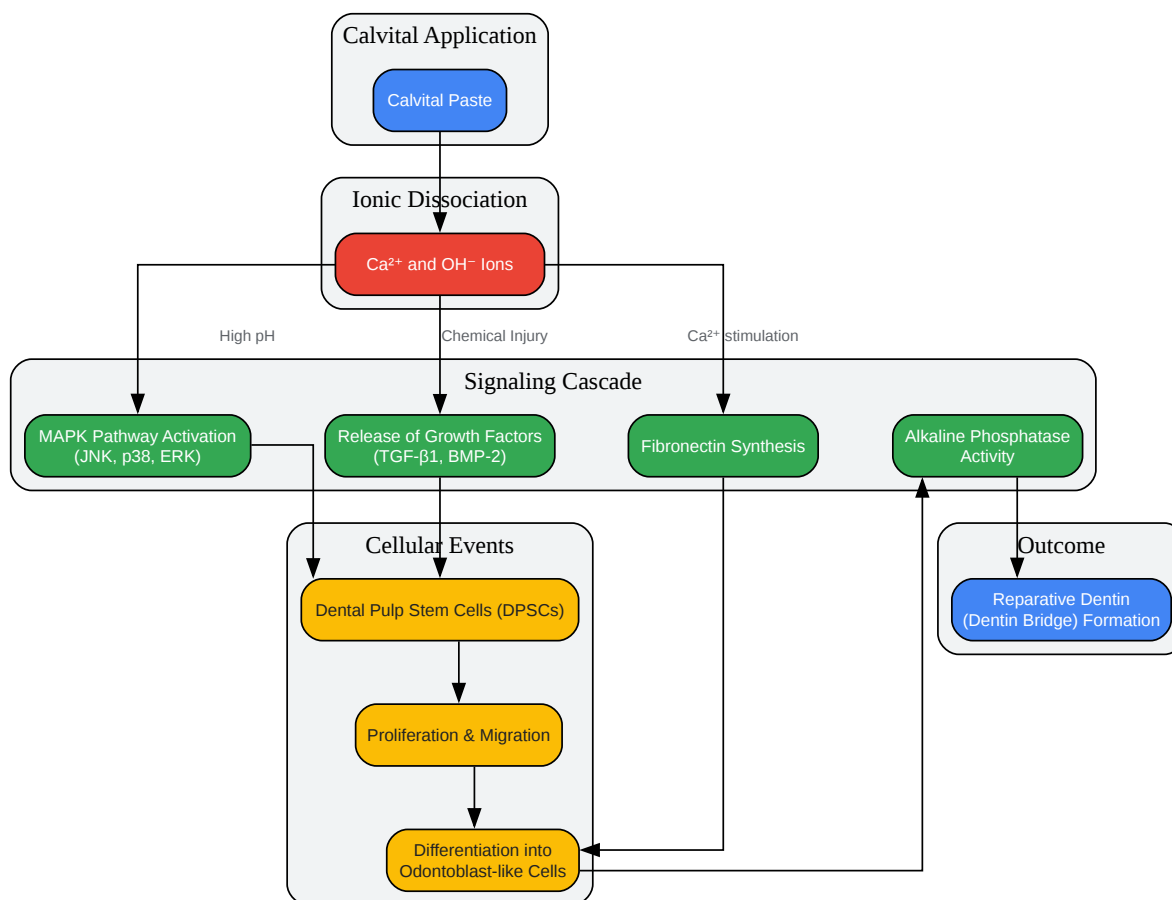 Calvital Application
Calvital Paste
Ionic Dissociation
Ca²⁺ and OH⁻ Ions
High pH
Chemical Injury
Ca²⁺ stimulation
Signaling Cascade
MAPK Pathway Activation
(JNK, p38, ERK)
Release of Growth Factors
(TGF-β1, BMP-2)
Fibronectin Synthesis
Alkaline Phosphatase
Activity
Cellular Events
Dental Pulp Stem Cells (DPSCs)
Proliferation & Migration
Differentiation into
Odontoblast-like Cells
Outcome
Reparative Dentin
(Dentin Bridge) Formation